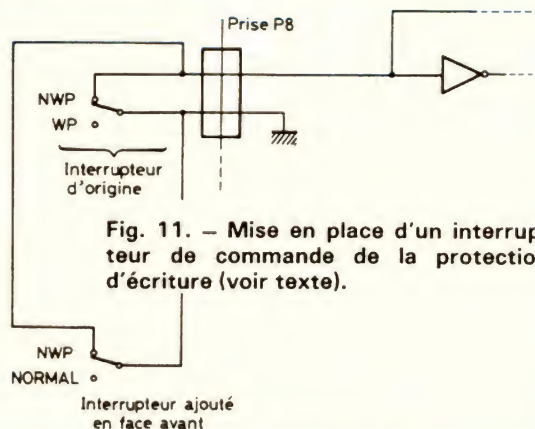 Prise P8
NWP
WP
Interrupteur
d'origine
Fig. 11. — Mise en place d'un interrup-
teur de commande de la protection
d'écriture (voir texte).
NWP
NORMAL
Interrupteur ajouté
en face avant